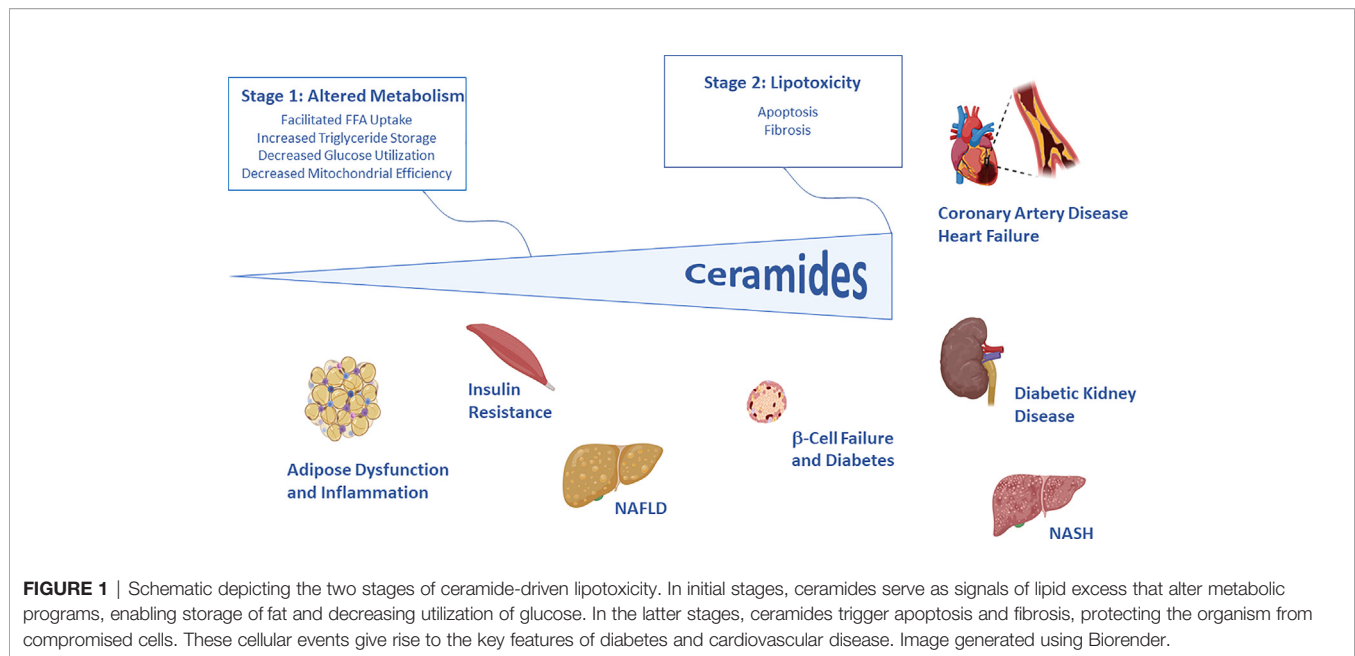 Stage 1: Altered Metabolism
Facilitated FFA Uptake
Increased Triglyceride Storage
Decreased Glucose Utilization
Decreased Mitochondrial Efficiency
Stage 2: Lipotoxicity
Apoptosis
Fibrosis
Coronary Artery Disease
Heart Failure
Ceramides
Insulin
Resistance
Adipose Dysfunction
and Inflammation
NAFLD
β-Cell Failure
and Diabetes
Diabetic Kidney
Disease
NASH
FIGURE 1 | Schematic depicting the two stages of ceramide-driven lipotoxicity. In initial stages, ceramides serve as signals of lipid excess that alter metabolic
programs, enabling storage of fat and decreasing utilization of glucose. In the latter stages, ceramides trigger apoptosis and fibrosis, protecting the organism from
compromised cells. These cellular events give rise to the key features of diabetes and cardiovascular disease. Image generated using Biorender.